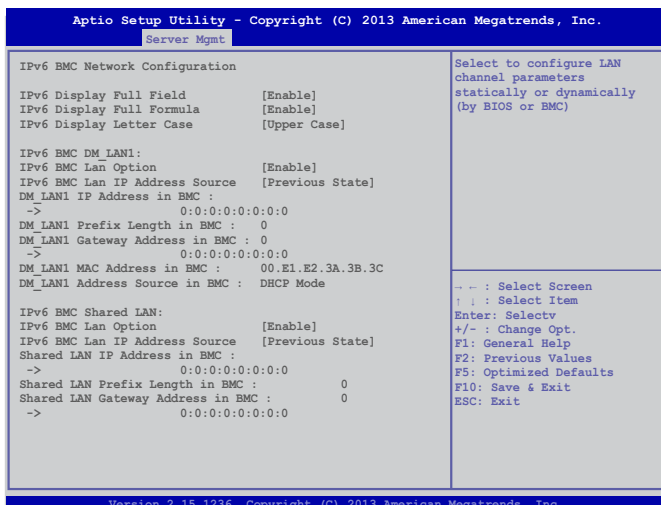 Aptio Setup Utility - Copyright (C) 2013 American Megatrends, Inc.
Server Mgmt
IPv6 BMC Network Configuration
IPv6 Display Full Field [Enable]
IPv6 Display Full Formula [Enable]
IPv6 Display Letter Case [Upper Case]
IPv6 BMC DM_LAN1:
IPv6 BMC Lan Option [Enable]
IPv6 BMC Lan IP Address Source [Previous State]
DM_LAN1 IP Address in BMC :
-> 0:0:0:0:0:0:0:0
DM_LAN1 Prefix Length in BMC : 0
DM_LAN1 Gateway Address in BMC : 0
-> 0:0:0:0:0:0:0:0
DM_LAN1 MAC Address in BMC : 00.E1.E2.3A.3B.3C
DM_LAN1 Address Source in BMC : DHCP Mode
IPv6 BMC Shared LAN:
IPv6 BMC Lan Option [Enable]
IPv6 BMC Lan IP Address Source [Previous State]
Shared LAN IP Address in BMC :
-> 0:0:0:0:0:0:0:0
Shared LAN Prefix Length in BMC : 0
Shared LAN Gateway Address in BMC : 0
-> 0:0:0:0:0:0:0:0
Select to configure LAN
channel parameters
statically or dynamically
(by BIOS or BMC)
→ ← : Select Screen
↑ ↓ : Select Item
Enter: Selectv
+/- : Change Opt.
F1: General Help
F2: Previous Values
F5: Optimized Defaults
F10: Save & Exit
ESC: Exit
Version 2.15.1236. Copyright (C) 2013 American Megatrends, Inc.